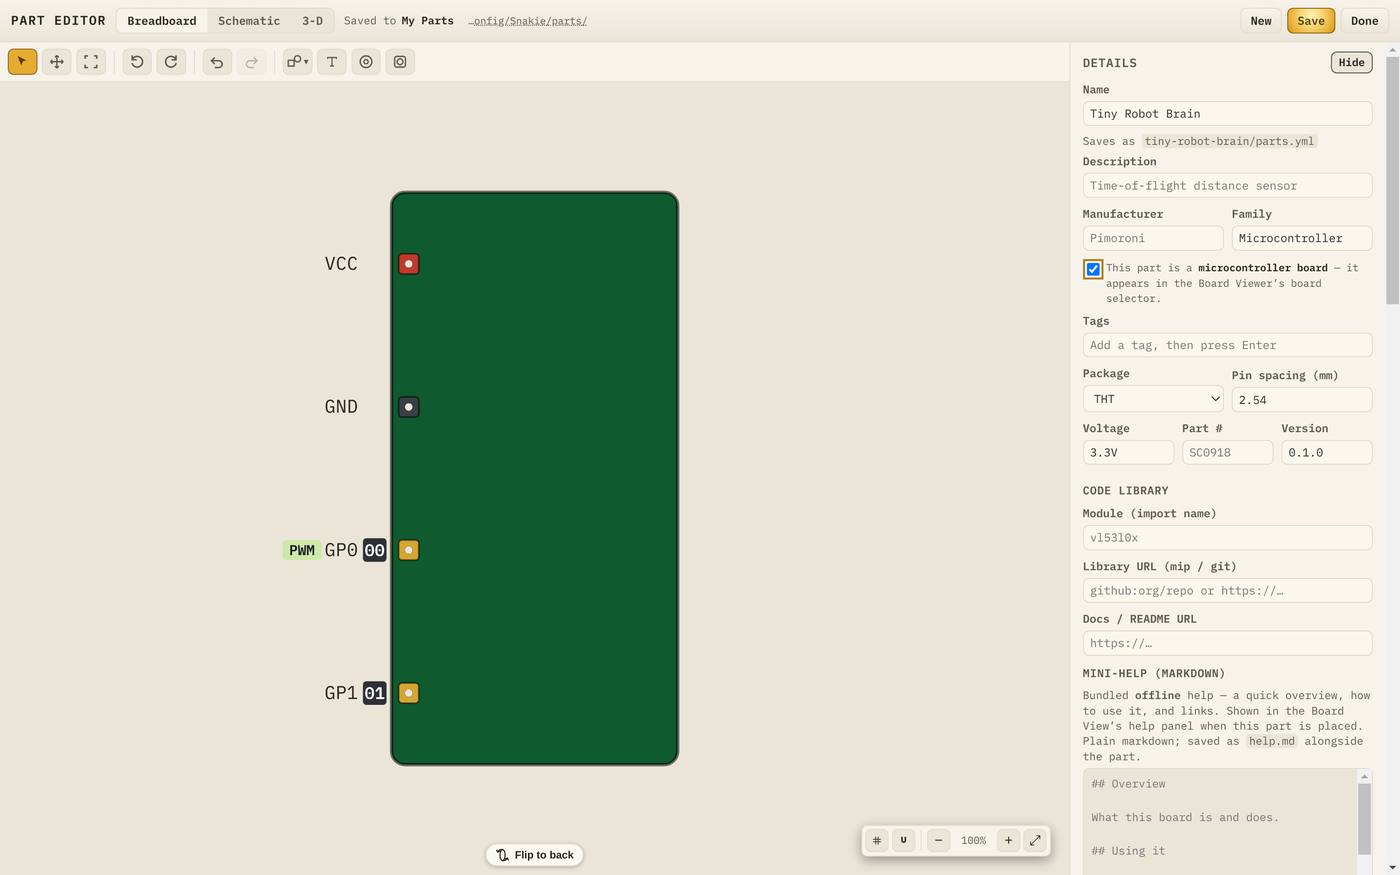 PART EDITOR
Breadboard
Schematic
3-D
Saved to My Parts
…onfig/Snakie/parts/
New
Save
Done
T
VCC
GND
PWM GP0 00
GP1 01
Flip to back
100%
DETAILS
Hide
Name
Tiny Robot Brain
Saves as tiny-robot-brain/parts.yml
Description
Time-of-flight distance sensor
Manufacturer
Family
Pimoroni
Microcontroller
This part is a microcontroller board — it
appears in the Board Viewer’s board
selector.
Tags
Add a tag, then press Enter
Package
Pin spacing (mm)
THT
2.54
Voltage
Part #
Version
3.3V
SC0918
0.1.0
CODE LIBRARY
Module (import name)
vl53l0x
Library URL (mip / git)
github:org/repo or https://…
Docs / README URL
https://…
MINI-HELP (MARKDOWN)
Bundled offline help — a quick overview, how
to use it, and links. Shown in the Board
View’s help panel when this part is placed.
Plain markdown; saved as help.md alongside
the part.
## Overview
What this board is and does.
## Using it